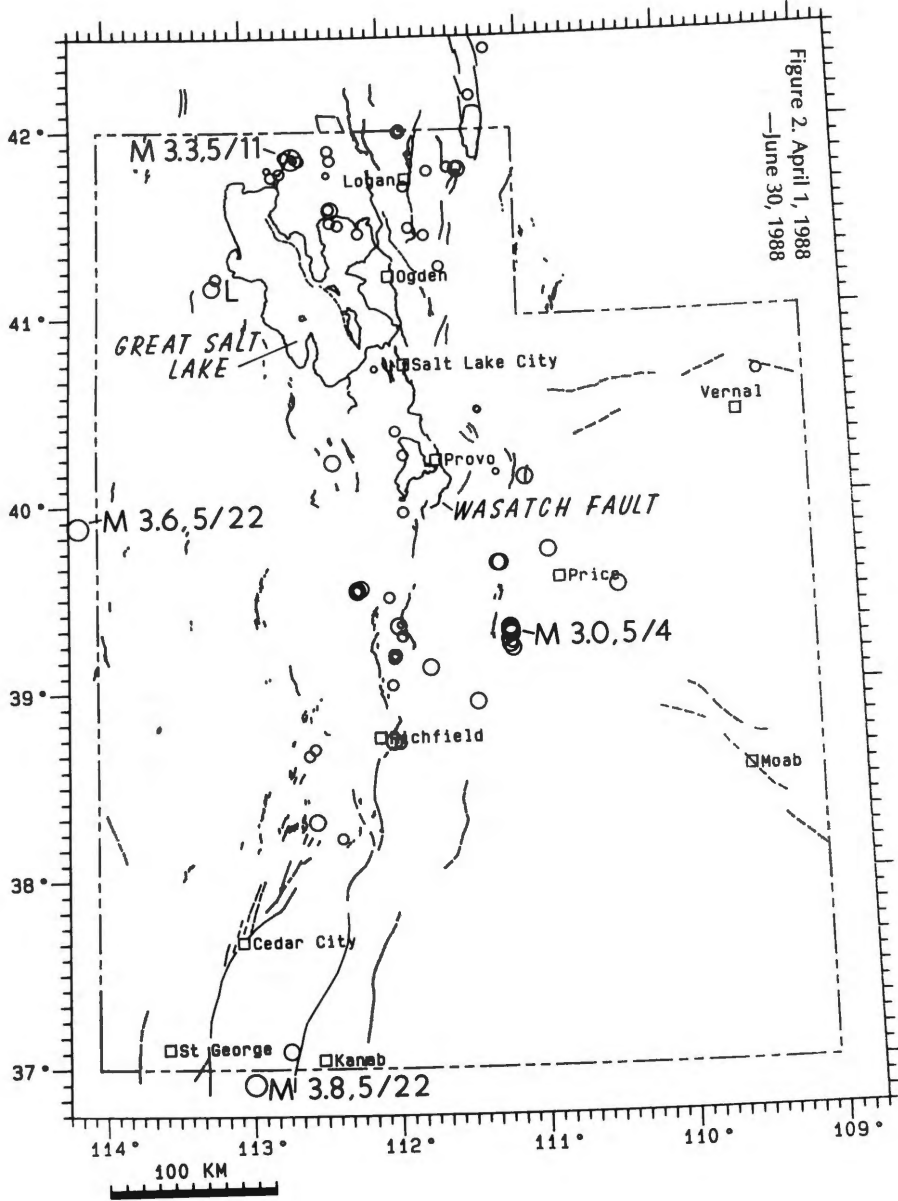 Figure 2. April 1, 1988
—June 30, 1988
42°
M 3.3,5/11
Logan
Ogden
L
41°
GREAT SALT
LAKE
Salt Lake City
Vernal
Provo
40°
WASATCH FAULT
M 3.6,5/22
Price
M 3.0,5/4
39°
Richfield
Moab
38°
Cedar City
St George
Kanab
37°
M 3.8,5/22
114°
113°
112°
111°
110°
109°
100 KM